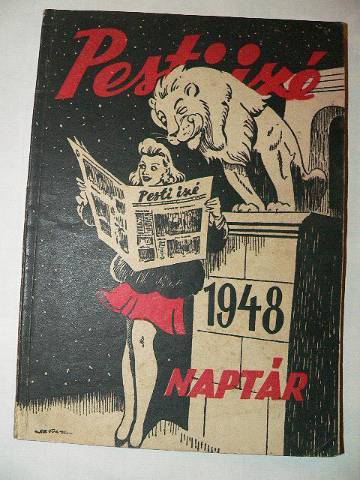 Pesti izé
Pesti izé
1948
NAPTÁR